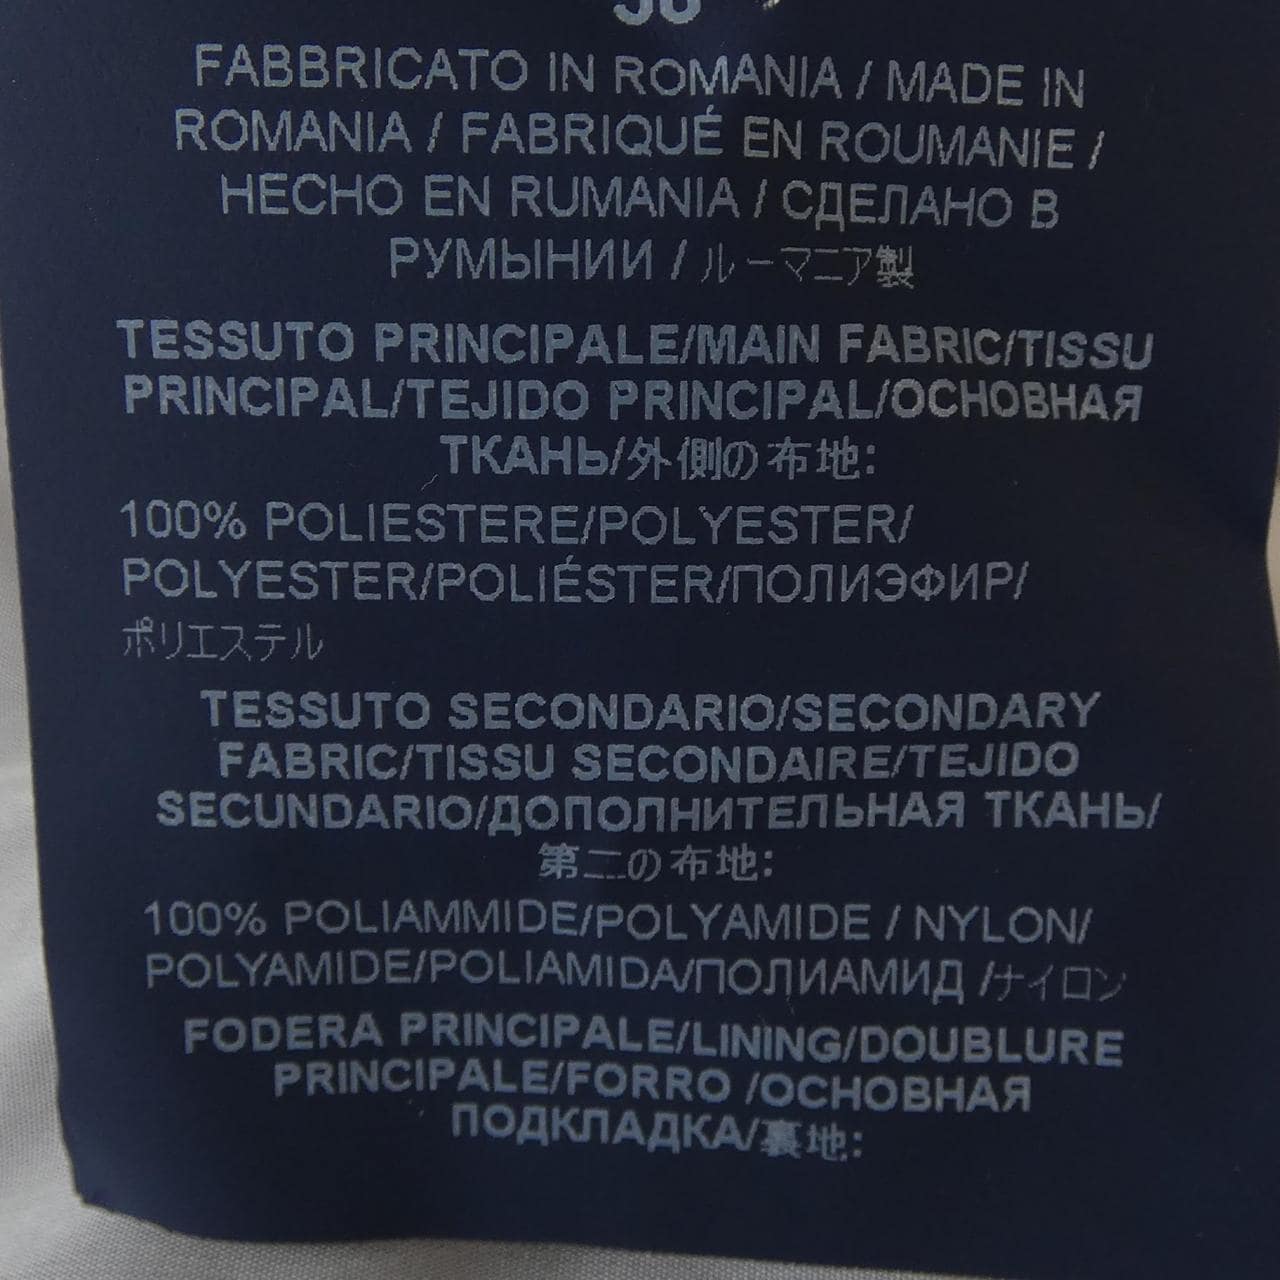 FABBRICATO IN ROMANIA / MADE IN
ROMANIA / FABRIQUÉ EN ROUMANIE /
HECHO EN RUMANIA / СДЕЛАНО В
РУМЫНИИ / ルーマニア製
TESSUTO PRINCIPALE/MAIN FABRIC/TISSU
PRINCIPAL/TEJIDO PRINCIPAL/ОСНОВНАЯ
ТКАНЬ/外側の布地:
100% POLIESTERE/POLYESTER/
POLYESTER/POLIÉSTER/ПОЛИЭФИР/
ポリエステル
TESSUTO SECONDARIO/SECONDARY
FABRIC/TISSU SECONDAIRE/TEJIDO
SECUNDARIO/ДОПОЛНИТЕЛЬНАЯ ТКАНЬ/
第二の布地:
100% POLIAMMIDE/POLYAMIDE / NYLON/
POLYAMIDE/POLIAMIDA/ПОЛИАМИД /ナイロン
FODERA PRINCIPALE/LINING/DOUBLURE
PRINCIPALE/FORRO /ОСНОВНАЯ
ПОДКЛАДКА/裏地: